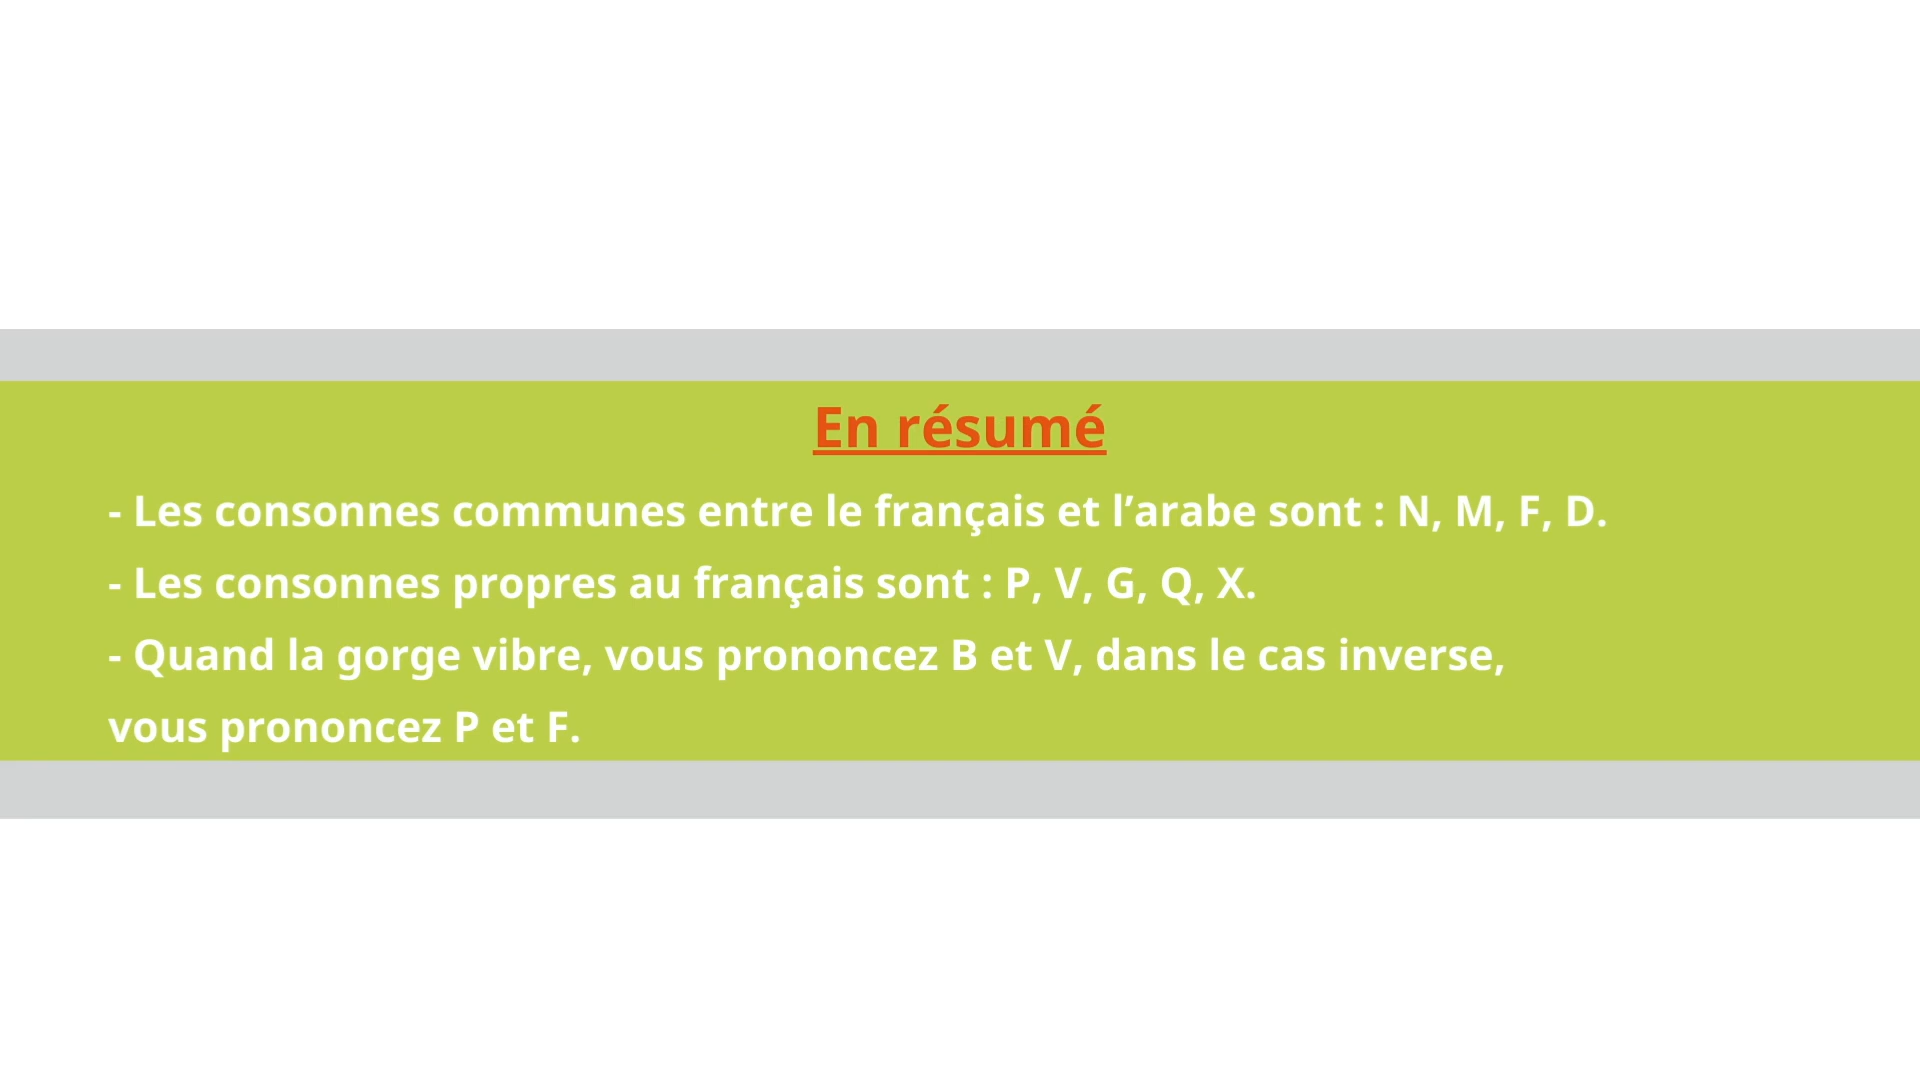 En résumé
- Les consonnes communes entre le français et l’arabe sont : N, M, F, D.
- Les consonnes propres au français sont : P, V, G, Q, X.
- Quand la gorge vibre, vous prononcez B et V, dans le cas inverse,
vous prononcez P et F.